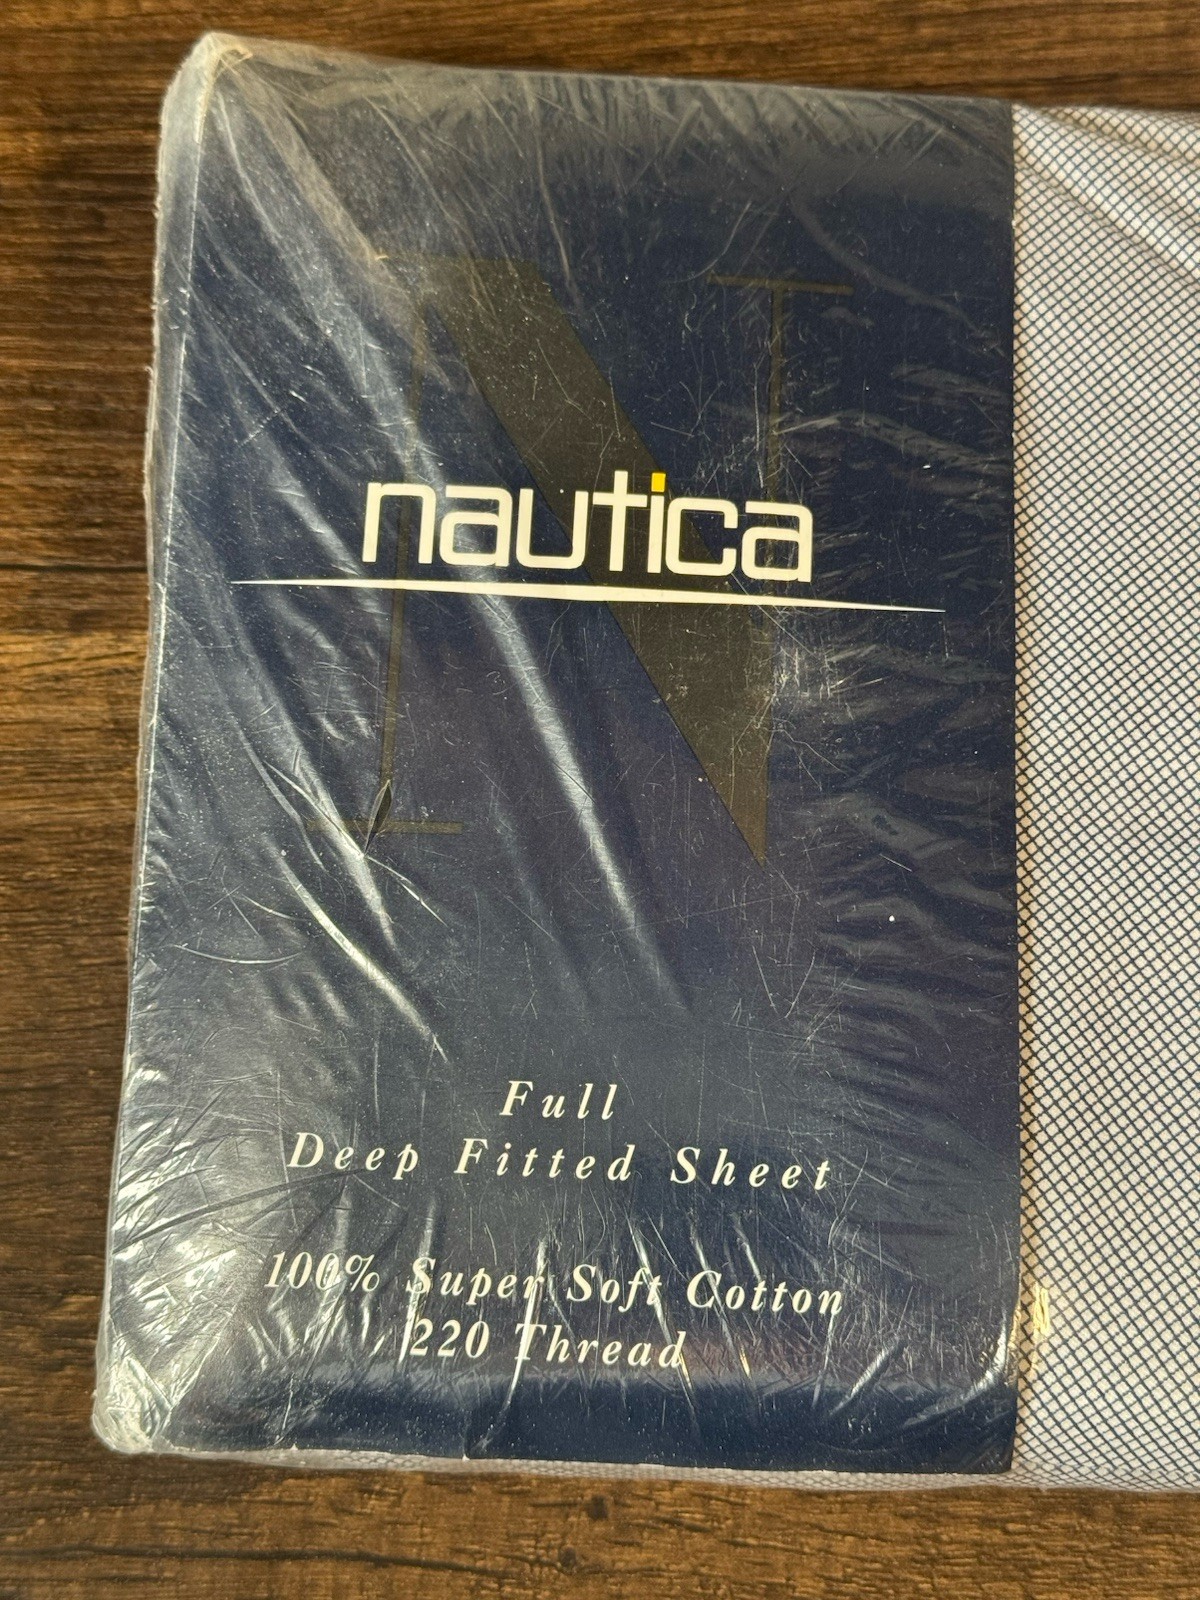 N
nautica
Full
Deep Fitted Sheet
100% Super Soft Cotton
220 Thread